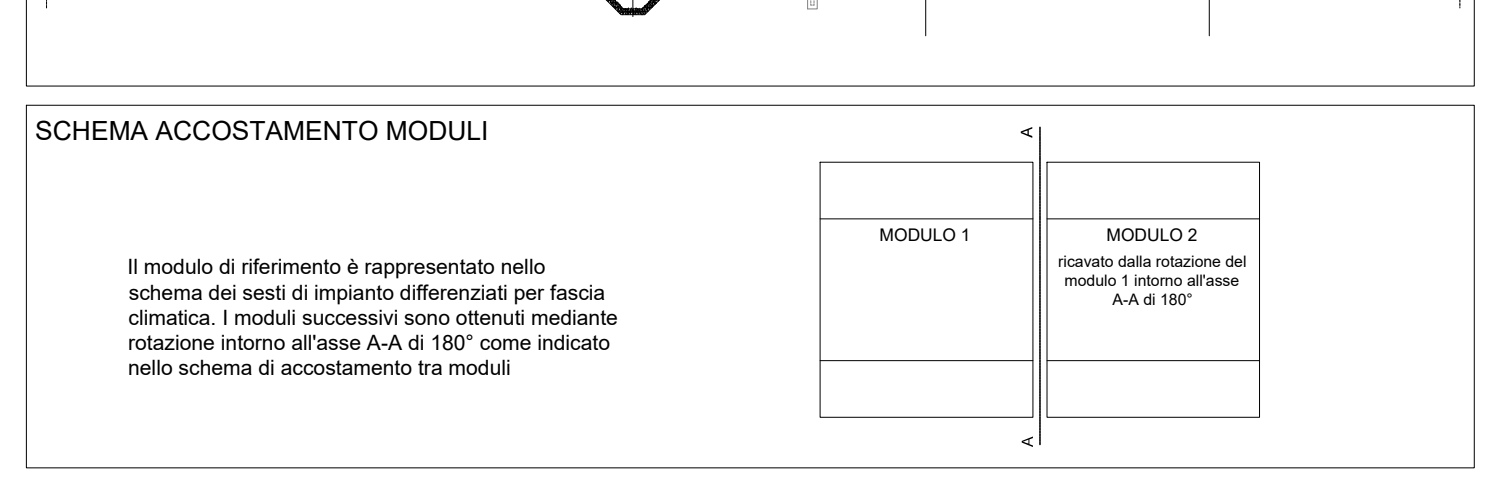 SCHEMA ACCOSTAMENTO MODULI
Il modulo di riferimento è rappresentato nello
schema dei sesti di impianto differenziati per fascia
climatica. I moduli successivi sono ottenuti mediante
rotazione intorno all'asse A-A di 180° come indicato
nello schema di accostamento tra moduli
A
MODULO 1
MODULO 2
ricavato dalla rotazione del
modulo 1 intorno all'asse
A-A di 180°
A